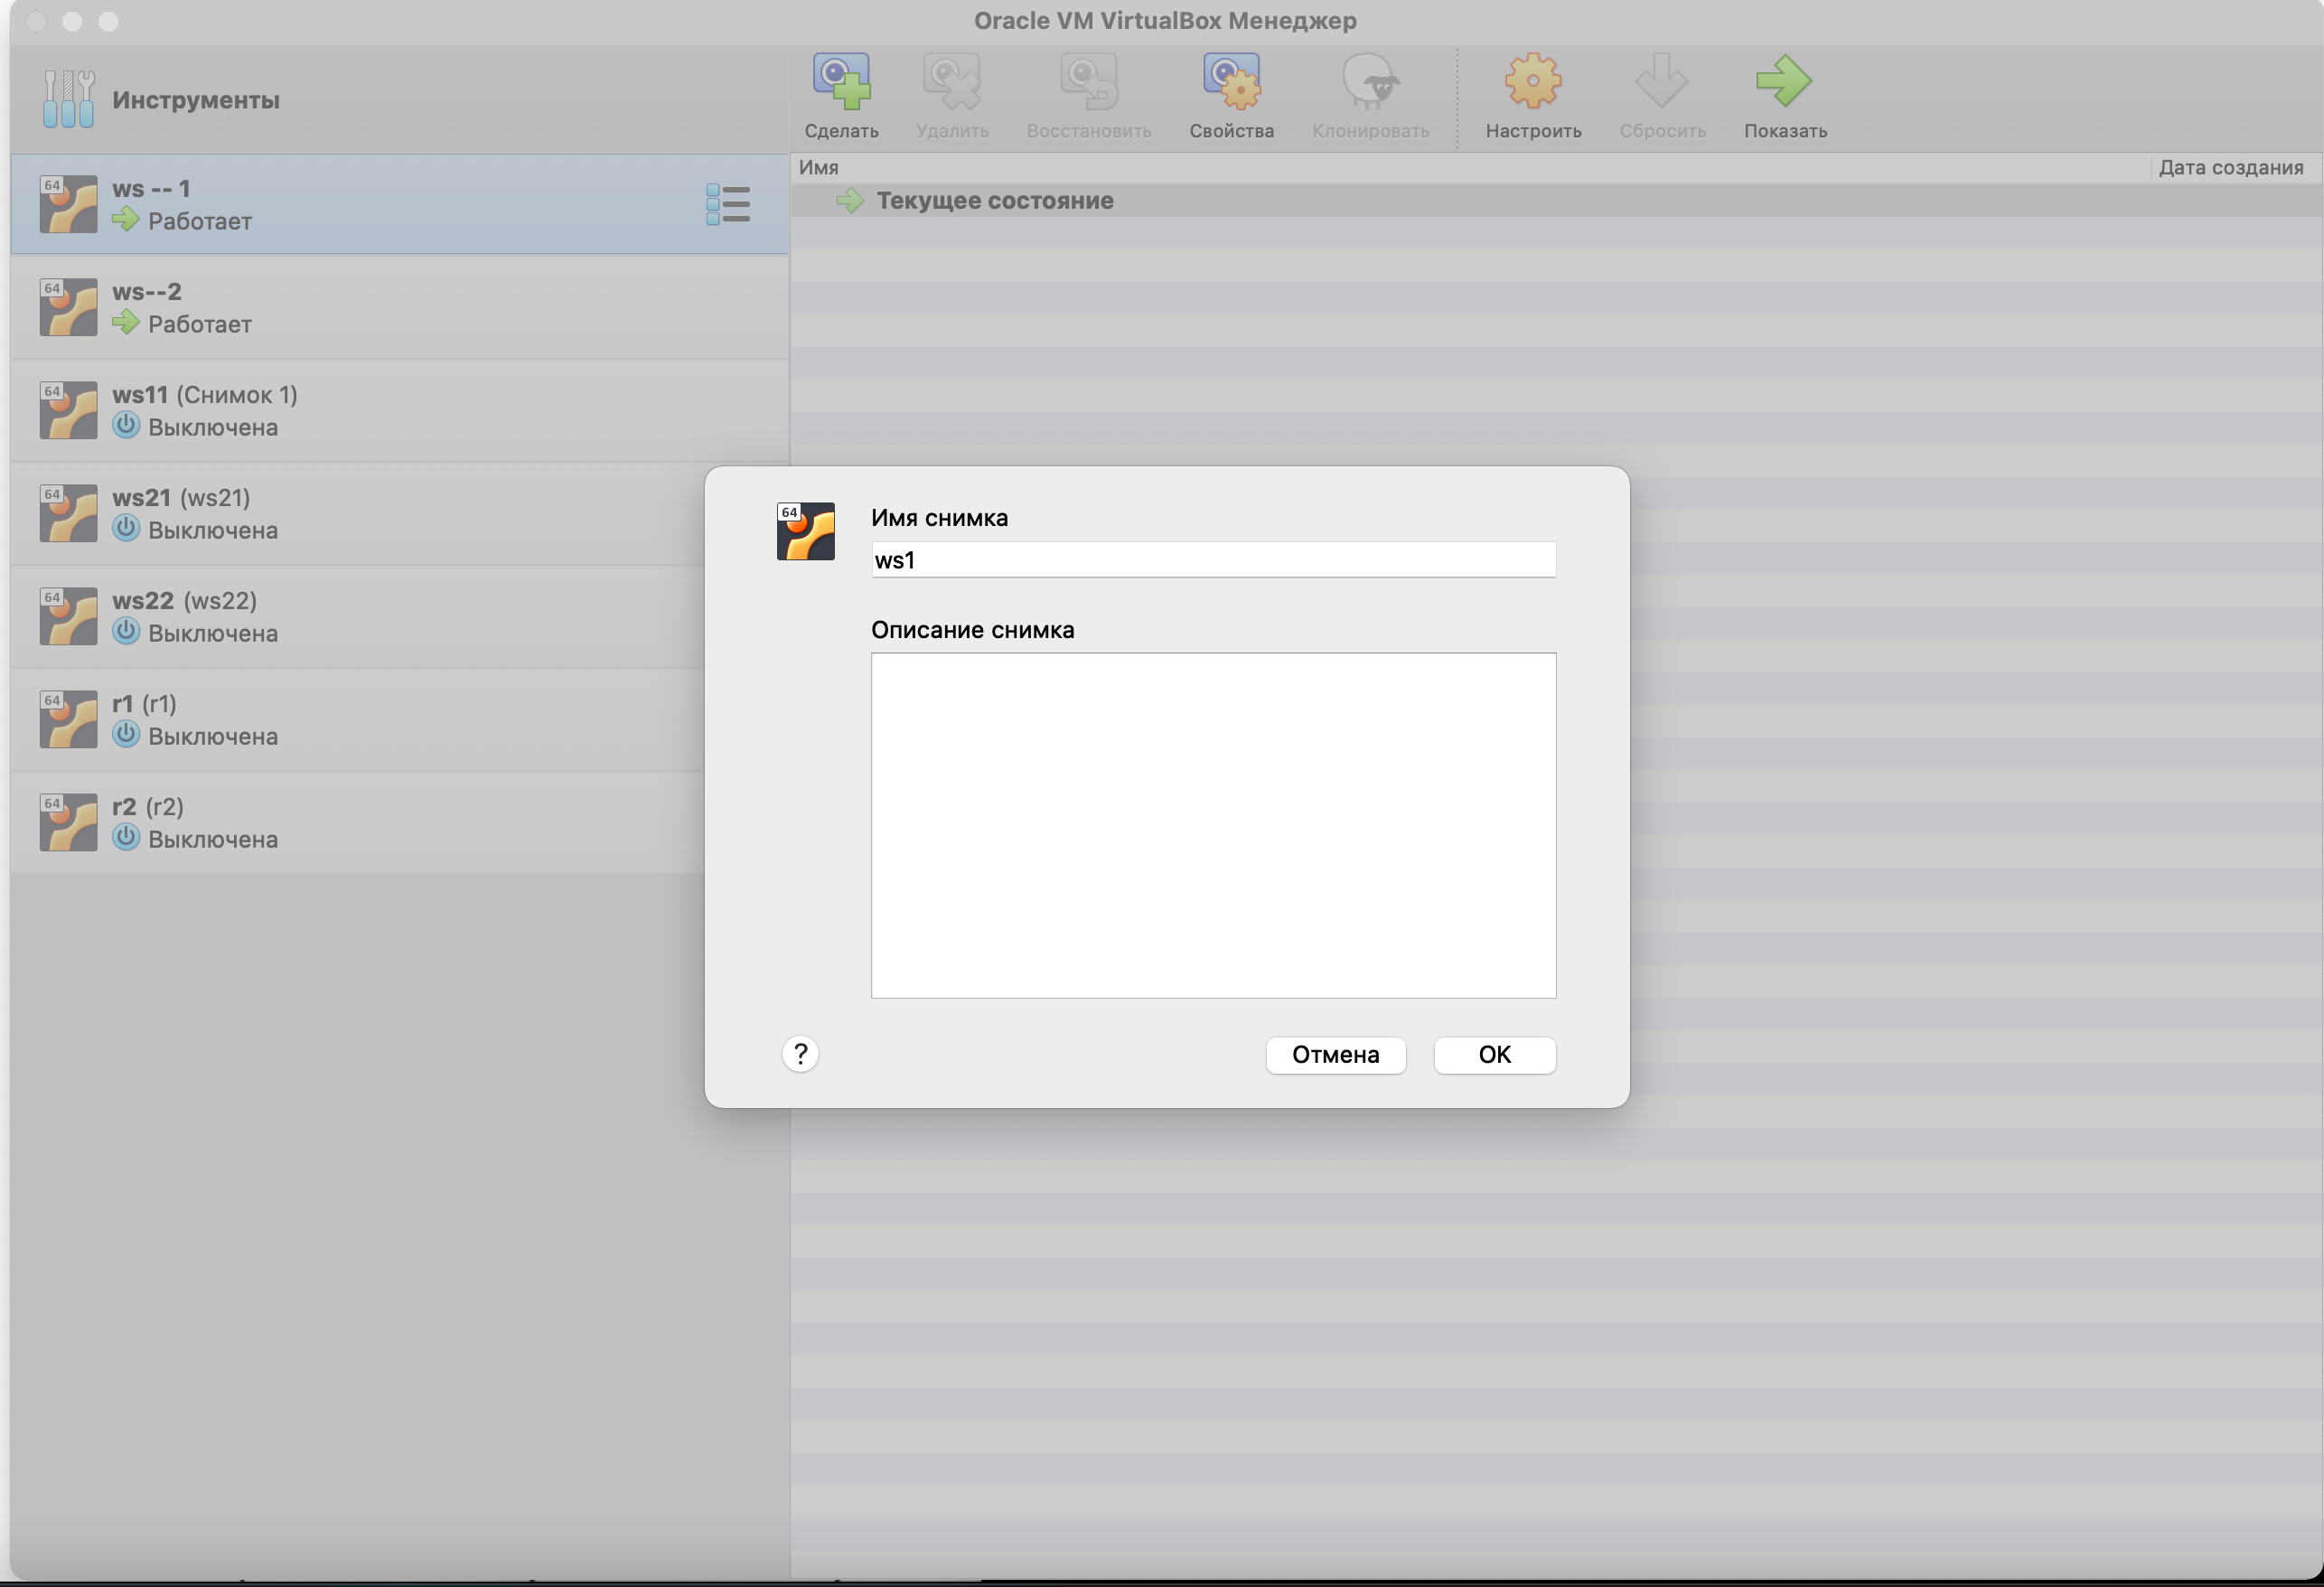 Oracle VM VirtualBox Менеджер
Инструменты
Сделать
Удалить
Восстановить
Свойства
Клонировать
Настроить
Сбросить
Показать
Имя
Дата создания
Текущее состояние
64
ws -- 1
Работает
64
ws--2
Работает
64
ws11 (Снимок 1)
Выключена
64
ws21 (ws21)
Выключена
64
ws22 (ws22)
Выключена
64
r1 (r1)
Выключена
64
r2 (r2)
Выключена
64
Имя снимка
ws1
Описание снимка
?
Отмена
OK